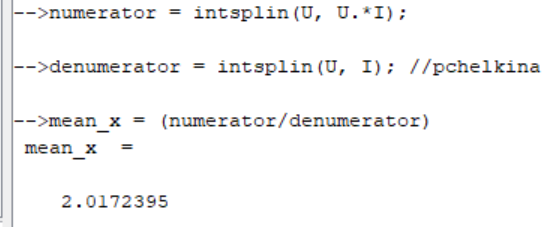 -->numerator = intsplin(U, U.*I);
-->denumerator = intsplin(U, I); //pchelkina
-->mean_x = (numerator/denumerator)
mean_x  =
2.0172395